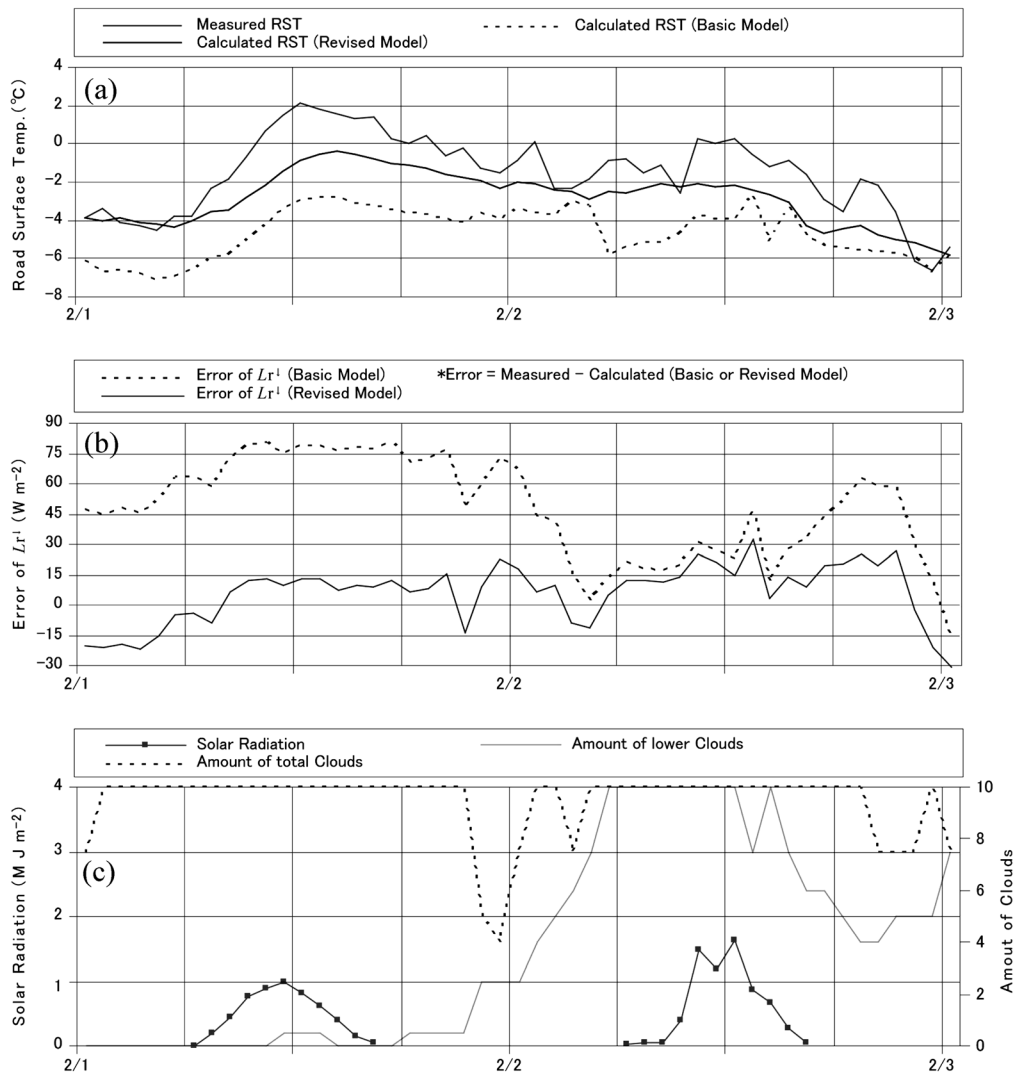 Measured RST
Calculated RST (Basic Model)
Calculated RST (Revised Model)
4
2
0
−2
−4
−6
−8
Road Surface Temp.(℃)
(a)
2/1
2/2
2/3
Error of Lr↓ (Basic Model)
*Error = Measured − Calculated (Basic or Revised Model)
Error of Lr↓ (Revised Model)
90
75
60
45
30
15
0
−15
−30
Error of Lr↓ (W m−2)
(b)
2/1
2/2
2/3
Solar Radiation
Amount of lower Clouds
Amount of total Clouds
4
3
2
1
0
Solar Radiation (M J m−2)
(c)
10
8
6
4
2
0
Amout of Clouds
2/1
2/2
2/3